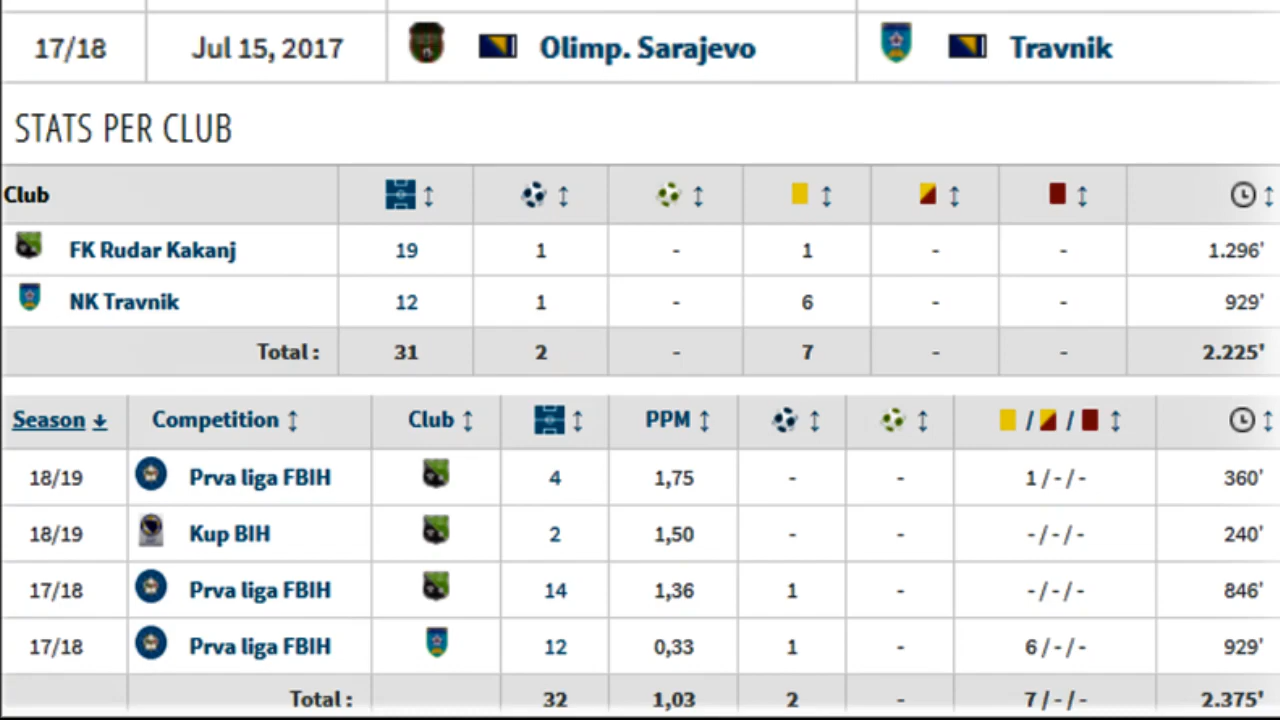 17/18 Jul 15, 2017 Olimp. Sarajevo Travnik
STATS PER CLUB
Club
FK Rudar Kakanj 19 1 - 1 - - 1.296'
NK Travnik 12 1 - 6 - - 929'
Total : 31 2 - 7 - - 2.225'
Season Competition Club PPM / /
18/19 Prva liga FBIH 4 1,75 - - 1 / - / - 360'
18/19 Kup BIH 2 1,50 - - - / - / - 240'
17/18 Prva liga FBIH 14 1,36 1 - - / - / - 846'
17/18 Prva liga FBIH 12 0,33 1 - 6 / - / - 929'
Total : 32 1,03 2 - 7 / - / - 2.375'